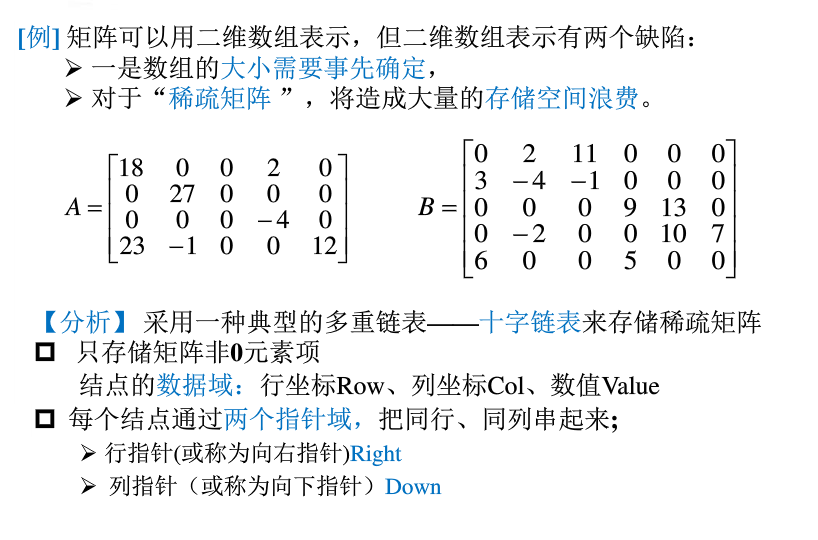 [例] 矩阵可以用二维数组表示，但二维数组表示有两个缺陷：
➢ 一是数组的大小需要事先确定，
➢ 对于“稀疏矩阵 ”，将造成大量的存储空间浪费。
A =
18 0 0 2 0
0 27 0 0 0
0 0 0 −4 0
23 −1 0 0 12
B =
0 2 11 0 0 0
3 −4 −1 0 0 0
0 0 0 9 13 0
0 −2 0 0 10 7
6 0 0 5 0 0
【分析】 采用一种典型的多重链表——十字链表来存储稀疏矩阵
只存储矩阵非0元素项
结点的数据域：行坐标Row、列坐标Col、数值Value
每个结点通过两个指针域，把同行、同列串起来；
➢ 行指针(或称为向右指针)Right
➢ 列指针（或称为向下指针）Down